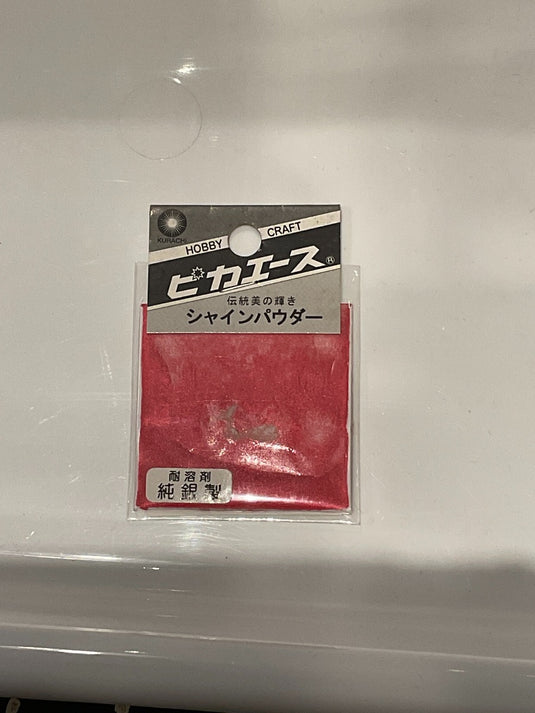 KURACHI
HOBBY CRAFT
ピカエース®
伝統美の輝き
シャインパウダー
耐溶剤
純銀製